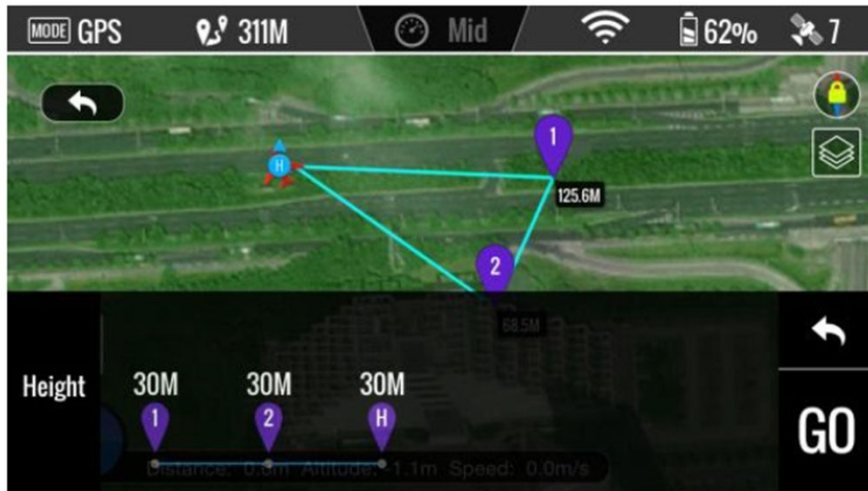 MODE GPS 311M Mid 62% 7
H
1
125.6M
2
68.5M
Height
30M 30M 30M
1 2 H
GO
Distance: 0.0m Altitude: -1.1m Speed: 0.0m/s